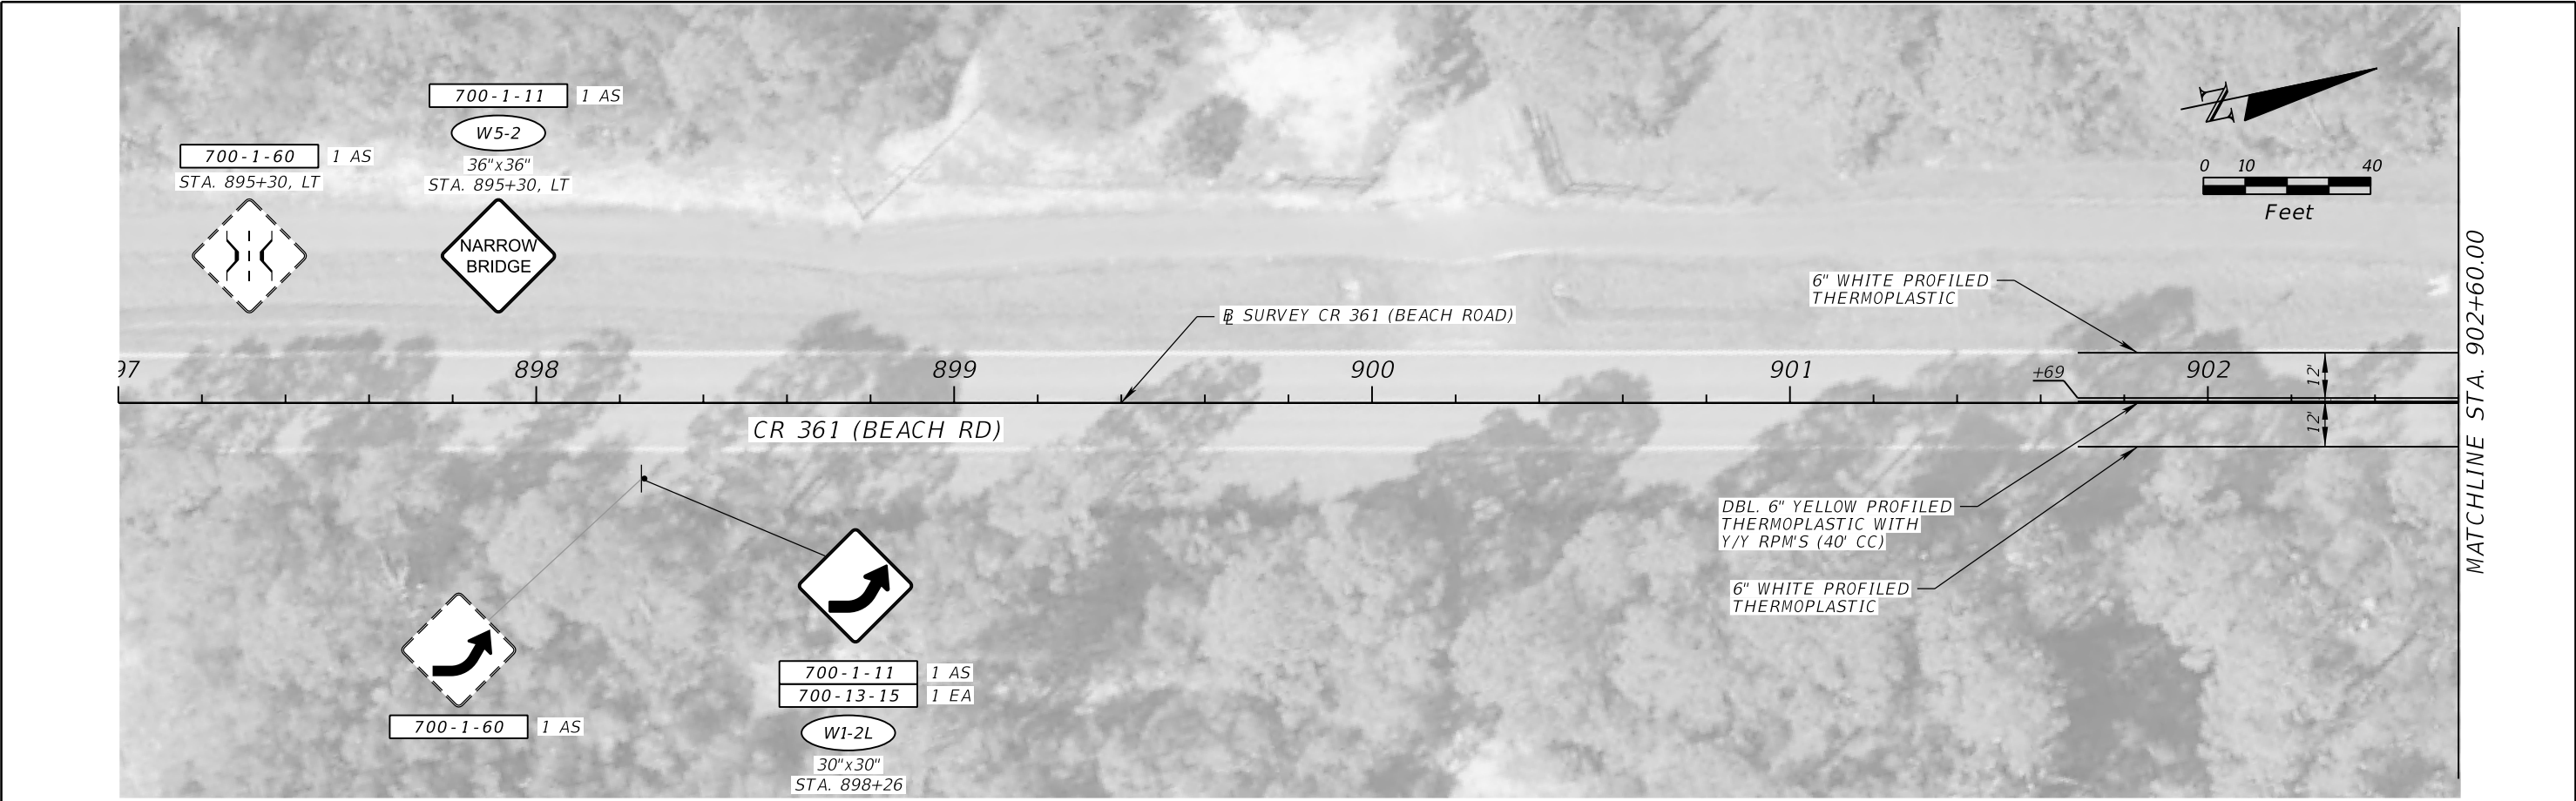 700-1-11 1 AS
W5-2
36"x36"
STA. 895+30, LT
700-1-60 1 AS
STA. 895+30, LT
NARROW
BRIDGE
N
0 10 40
Feet
6" WHITE PROFILED
THERMOPLASTIC
BL SURVEY CR 361 (BEACH ROAD)
97 898 899 900 901 902
+69
12'
12'
CR 361 (BEACH RD)
MATCHLINE STA. 902+60.00
DBL. 6" YELLOW PROFILED
THERMOPLASTIC WITH
Y/Y RPM'S (40' CC)
6" WHITE PROFILED
THERMOPLASTIC
700-1-60 1 AS
700-1-11 1 AS
700-13-15 1 EA
W1-2L
30"x30"
STA. 898+26